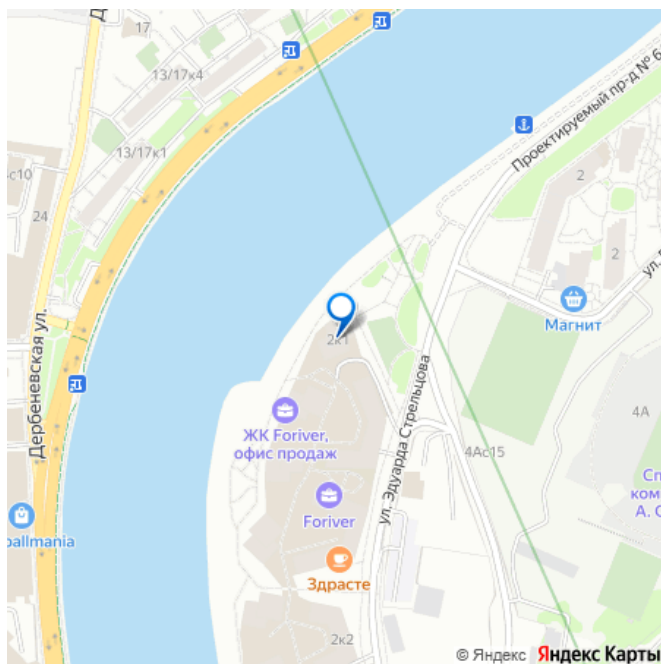 17
13/17к4
13/17к1
24
Дербеневская ул.
Проектируемый пр-д № 6
2
2
ул.
Магнит
2к1
ЖК Foriver,
офис продаж
ул. Эдуарда Стрельцова
4А
4Ас15
Foriver
Здрасте
2к2
© Яндекс Яндекс Карты